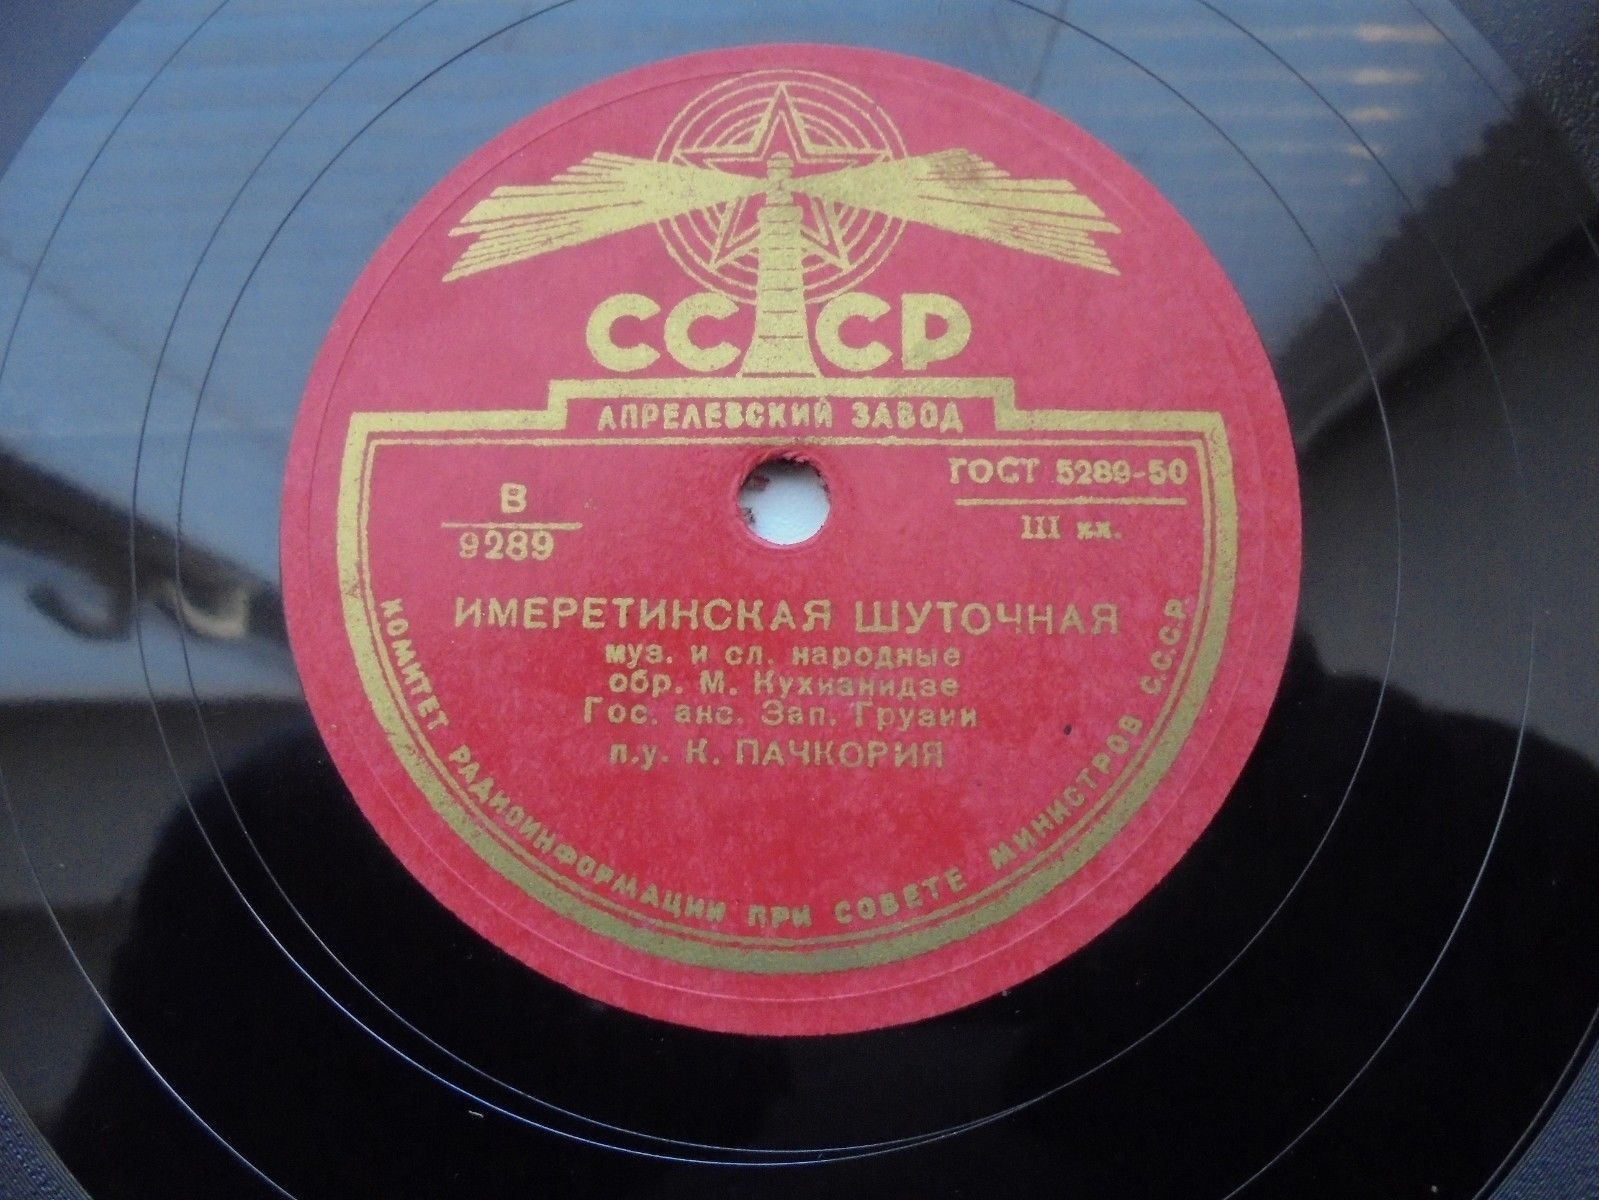 СССР
АПРЕЛЕВСКИЙ ЗАВОД
В
9289
ГОСТ 5289-50
III кл.
ИМЕРЕТИНСКАЯ ШУТОЧНАЯ
муз. и сл. народные
обр. М. Кухианидзе
Гос. анс. Зап. Грузии
п.у. К. ПАЧКОРИЯ
КОМИТЕТ РАДИОИНФОРМАЦИИ ПРИ СОВЕТЕ МИНИСТРОВ С.С.С.Р.